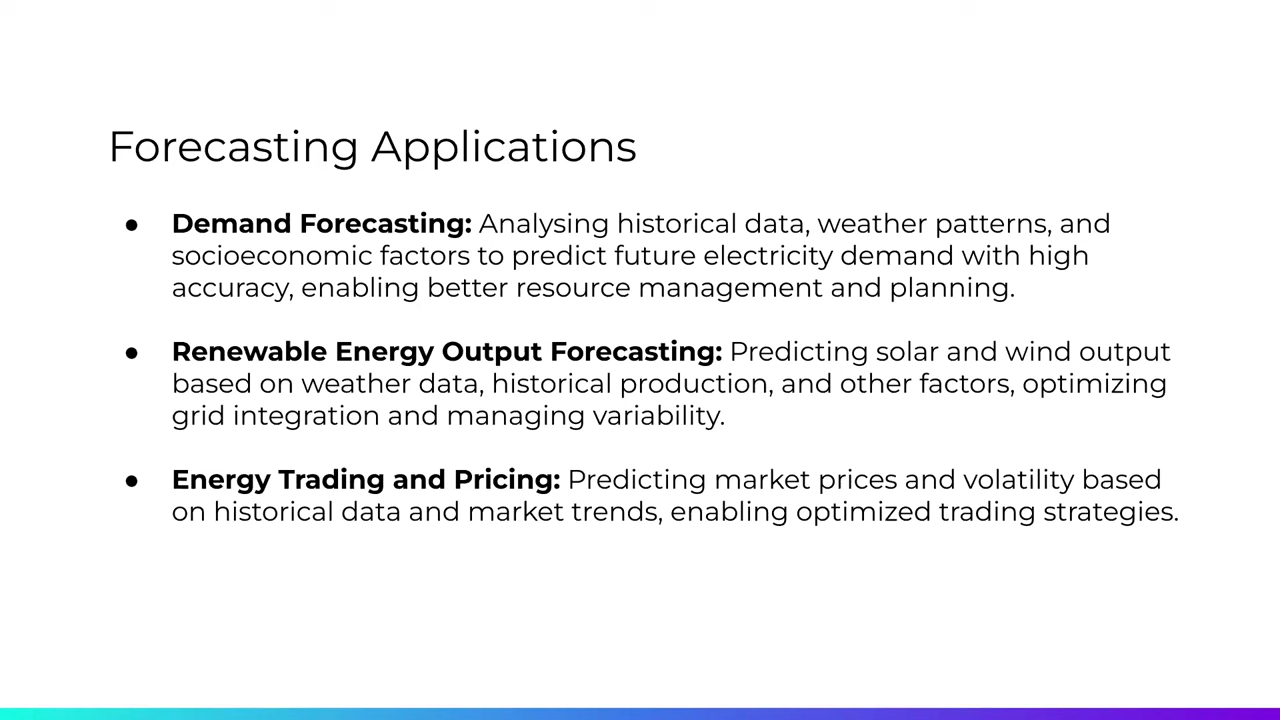 Forecasting Applications
● Demand Forecasting: Analysing historical data, weather patterns, and
socioeconomic factors to predict future electricity demand with high
accuracy, enabling better resource management and planning.
● Renewable Energy Output Forecasting: Predicting solar and wind output
based on weather data, historical production, and other factors, optimizing
grid integration and managing variability.
● Energy Trading and Pricing: Predicting market prices and volatility based
on historical data and market trends, enabling optimized trading strategies.